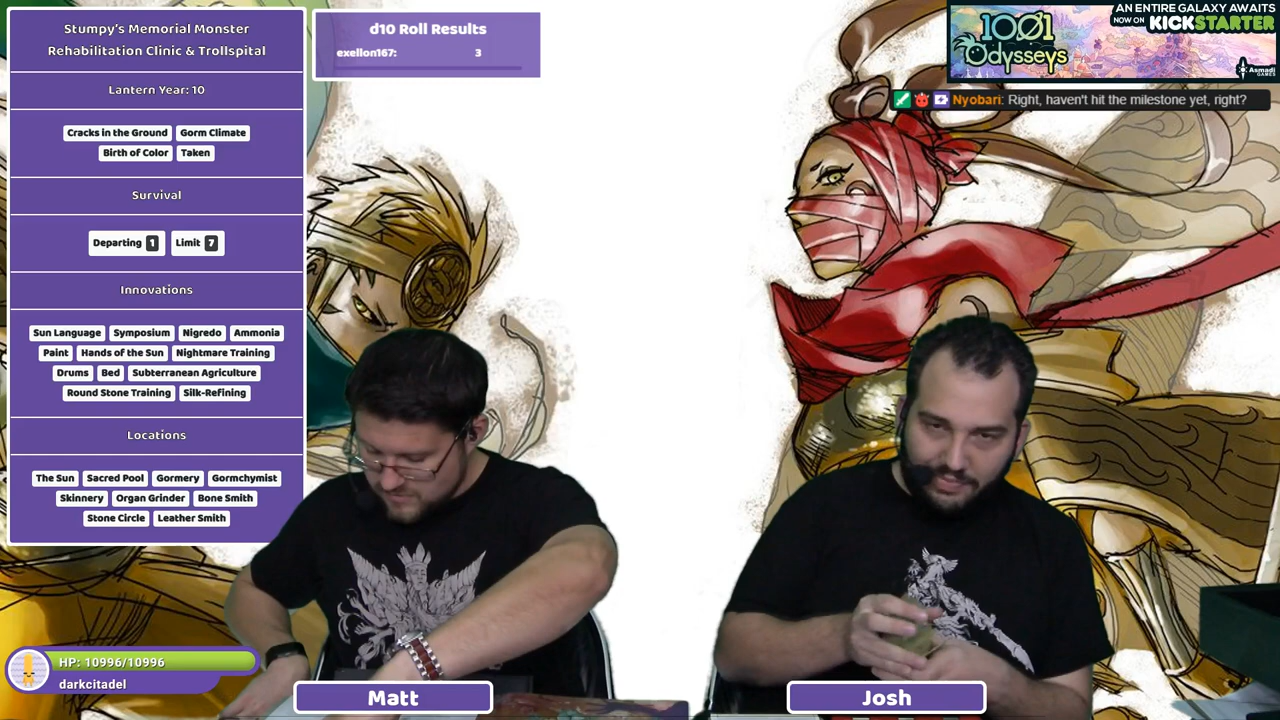 Stumpy's Memorial Monster
Rehabilitation Clinic & Trollspital
Lantern Year: 10
Cracks in the Ground Gorm Climate
Birth of Color Taken
Survival
Departing 1 Limit 7
Innovations
Sun Language Symposium Nigredo Ammonia
Paint Hands of the Sun Nightmare Training
Drums Bed Subterranean Agriculture
Round Stone Training Silk-Refining
Locations
The Sun Sacred Pool Gormery Gormchymist
Skinnery Organ Grinder Bone Smith
Stone Circle Leather Smith
HP: 10996/10996
darkcitadel
d10 Roll Results
exellon167: 3
1001
Odysseys
AN ENTIRE GALAXY AWAITS
NOW ON KICKSTARTER
Asmadi
GAMES
Nyobari: Right, haven't hit the milestone yet, right?
Matt
Josh